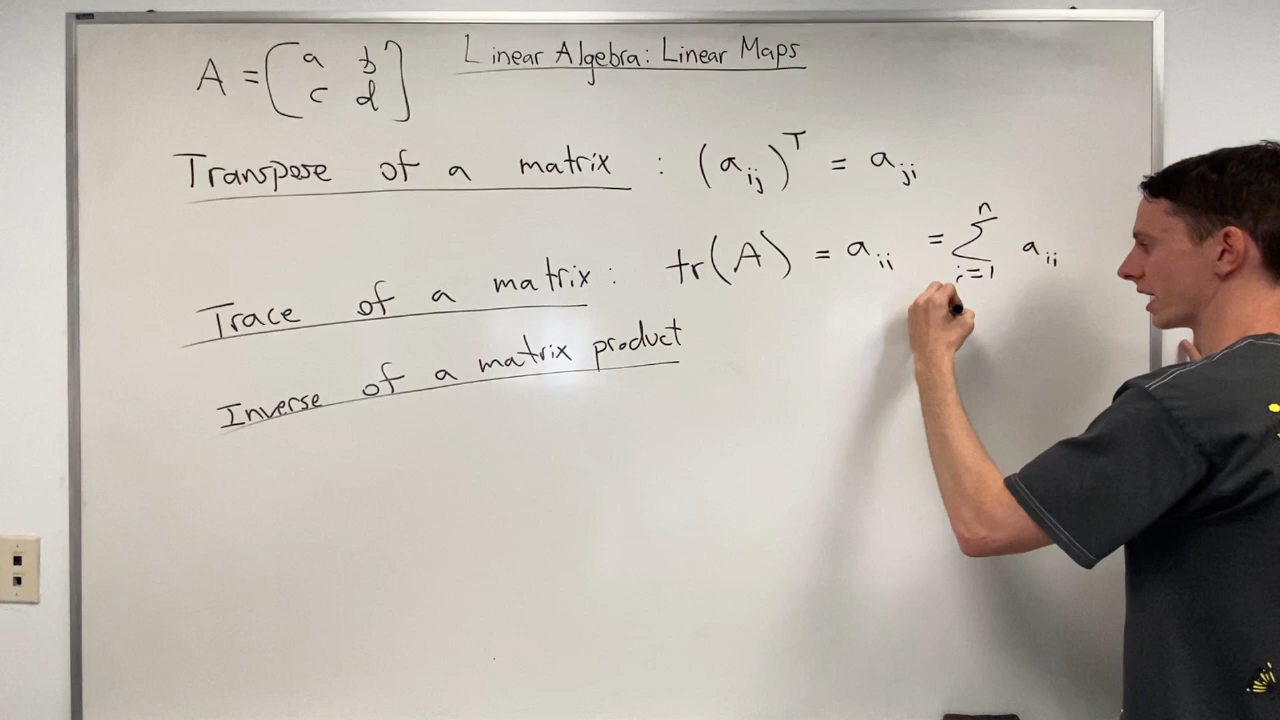 Linear Algebra: Linear Maps
A = [a b
c d]
Transpose of a matrix : (a_ij)^T = a_ji
Trace of a matrix : tr(A) = a_ii = ∑_{i=1}^{n} a_ii
Inverse of a matrix product